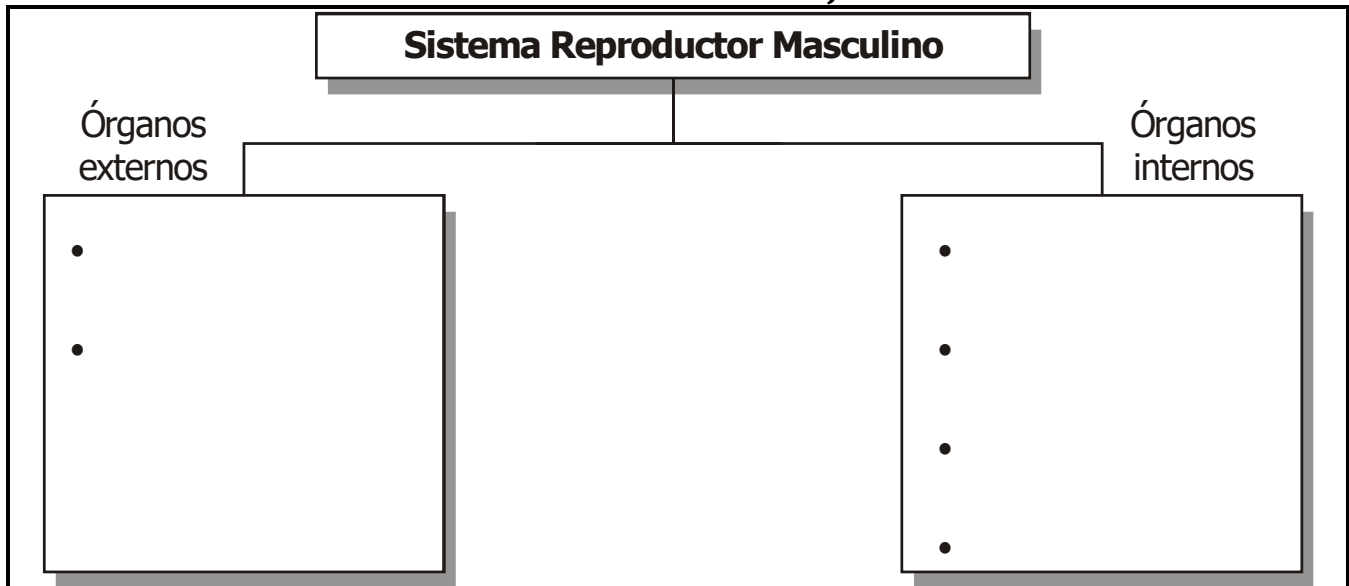 Sistema Reproductor Masculino
Órganos
externos
Órganos
internos
•
•
•
•
•
•